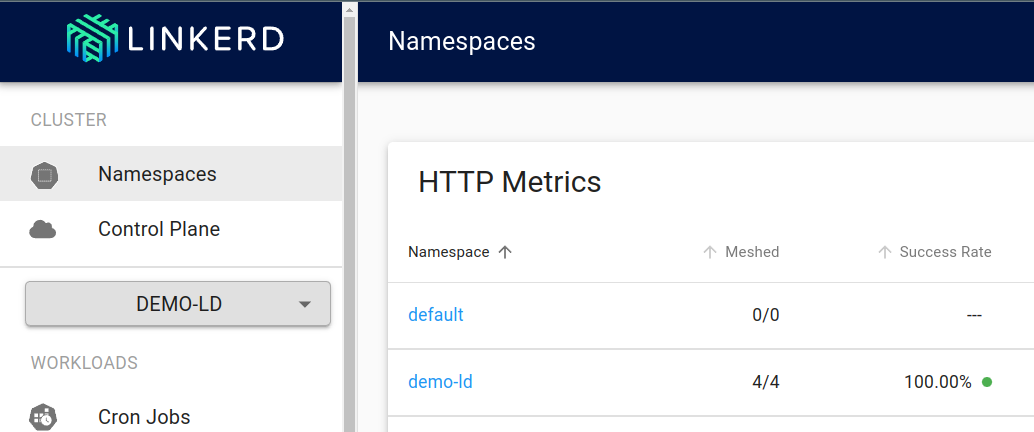 LINKERD
Namespaces
CLUSTER
Namespaces
Control Plane
DEMO-LD
WORKLOADS
Cron Jobs
HTTP Metrics
Namespace Meshed Success Rate
default 0/0 ---
demo-ld 4/4 100.00%